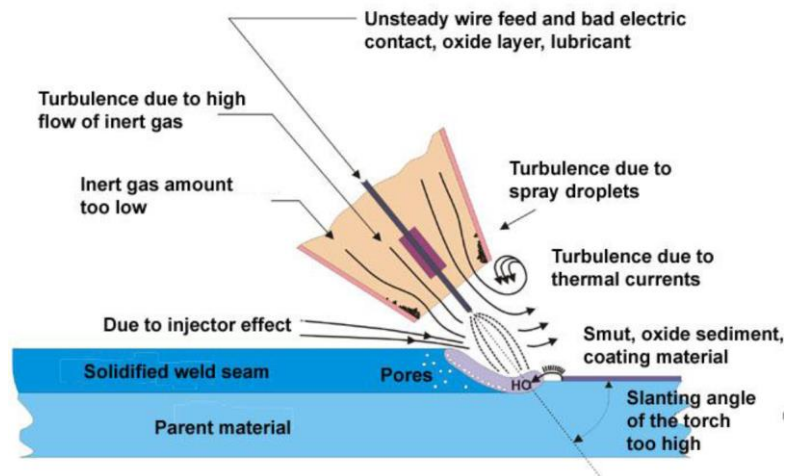 Unsteady wire feed and bad electric
contact, oxide layer, lubricant
Turbulence due to high
flow of inert gas
Inert gas amount
too low
Turbulence due to
spray droplets
Turbulence due to
thermal currents
Due to injector effect
Smut, oxide sediment,
coating material
Solidified weld seam
Pores
HO
Slanting angle
of the torch
too high
Parent material